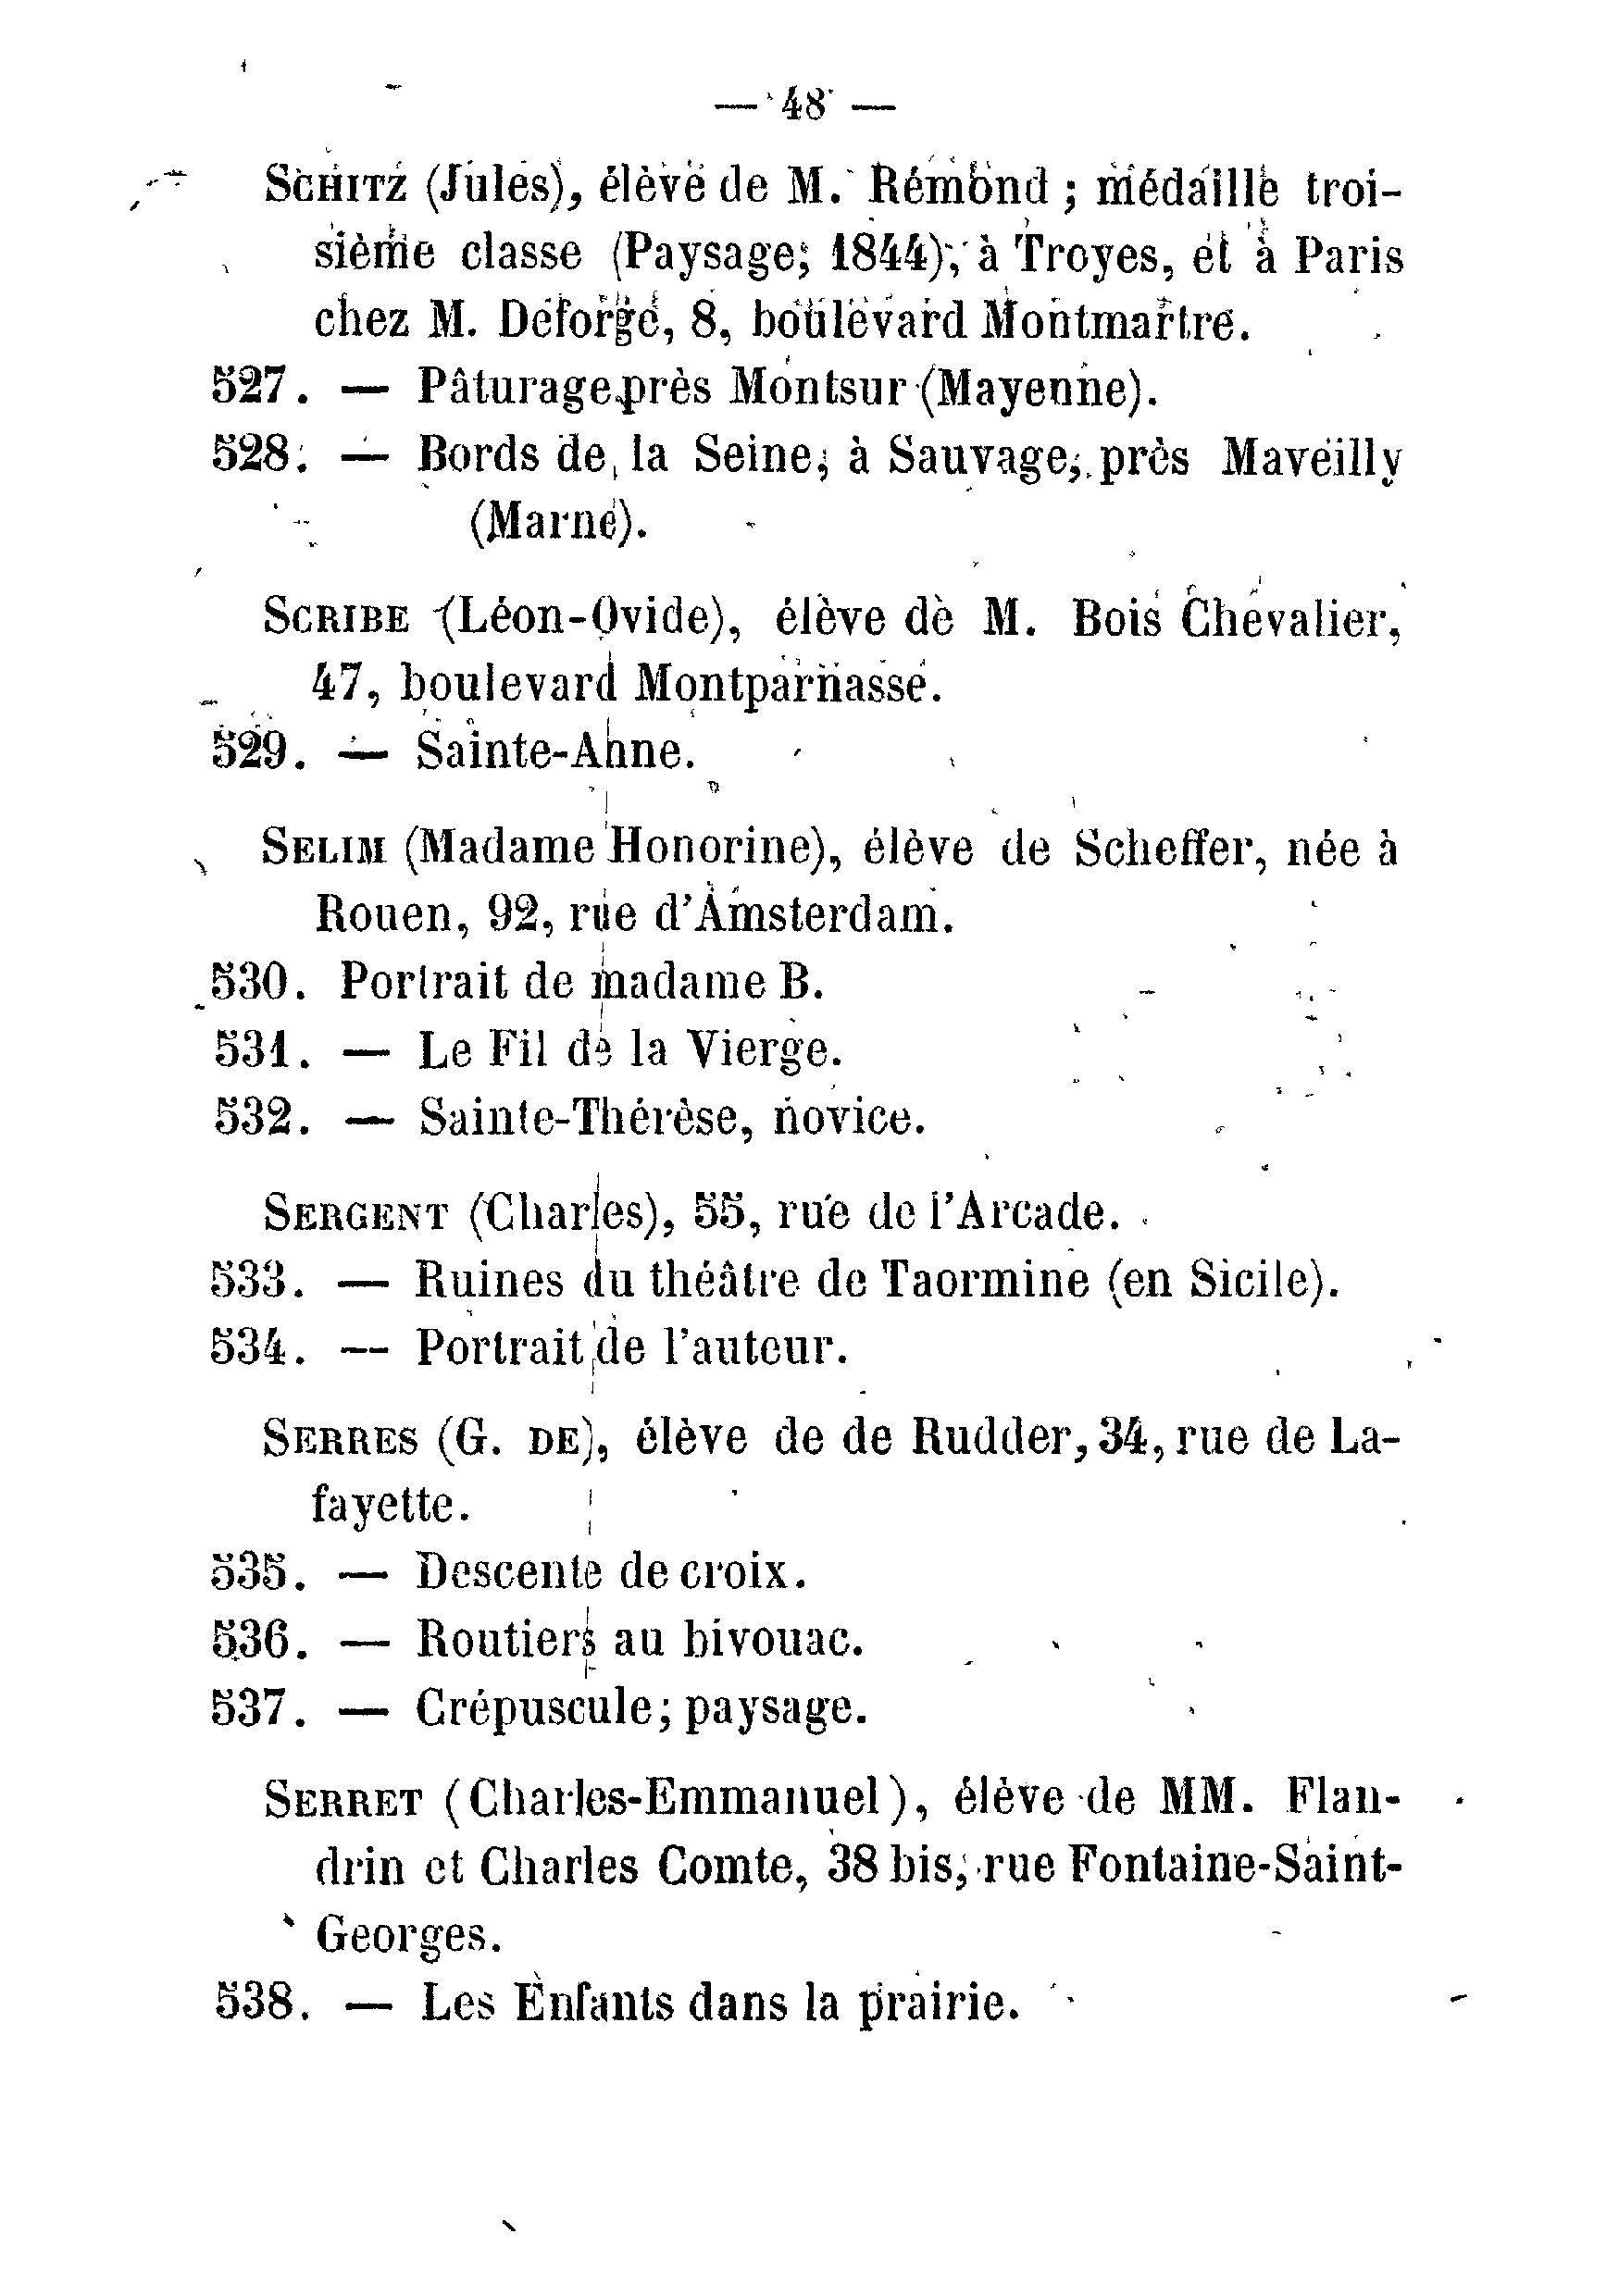 — 48 —
SCHITZ (Jules), élève de M. Rémond ; médaille troi-
sième classe (Paysage; 1844); à Troyes, et à Paris
chez M. Deforge, 8, boulevard Montmartre.
527. — Pâturage près Montsur (Mayenne).
528. — Bords de la Seine, à Sauvage, près Maveilly
(Marne).
SCRIBE (Léon-Ovide), élève de M. Bois Chevalier,
47, boulevard Montparnasse.
529. — Sainte-Anne.
SELIM (Madame Honorine), élève de Scheffer, née à
Rouen, 92, rue d'Amsterdam.
530. Portrait de madame B.
531. — Le Fil de la Vierge.
532. — Sainte-Thérèse, novice.
SERGENT (Charles), 55, rue de l'Arcade.
533. — Ruines du théâtre de Taormine (en Sicile).
534. — Portrait de l'auteur.
SERRES (G. DE), élève de de Rudder, 34, rue de La-
fayette.
535. — Descente de croix.
536. — Routiers au bivouac.
537. — Crépuscule; paysage.
SERRET (Charles-Emmanuel), élève de MM. Flan-
drin et Charles Comte, 38 bis, rue Fontaine-Saint-
Georges.
538. — Les Enfants dans la prairie.